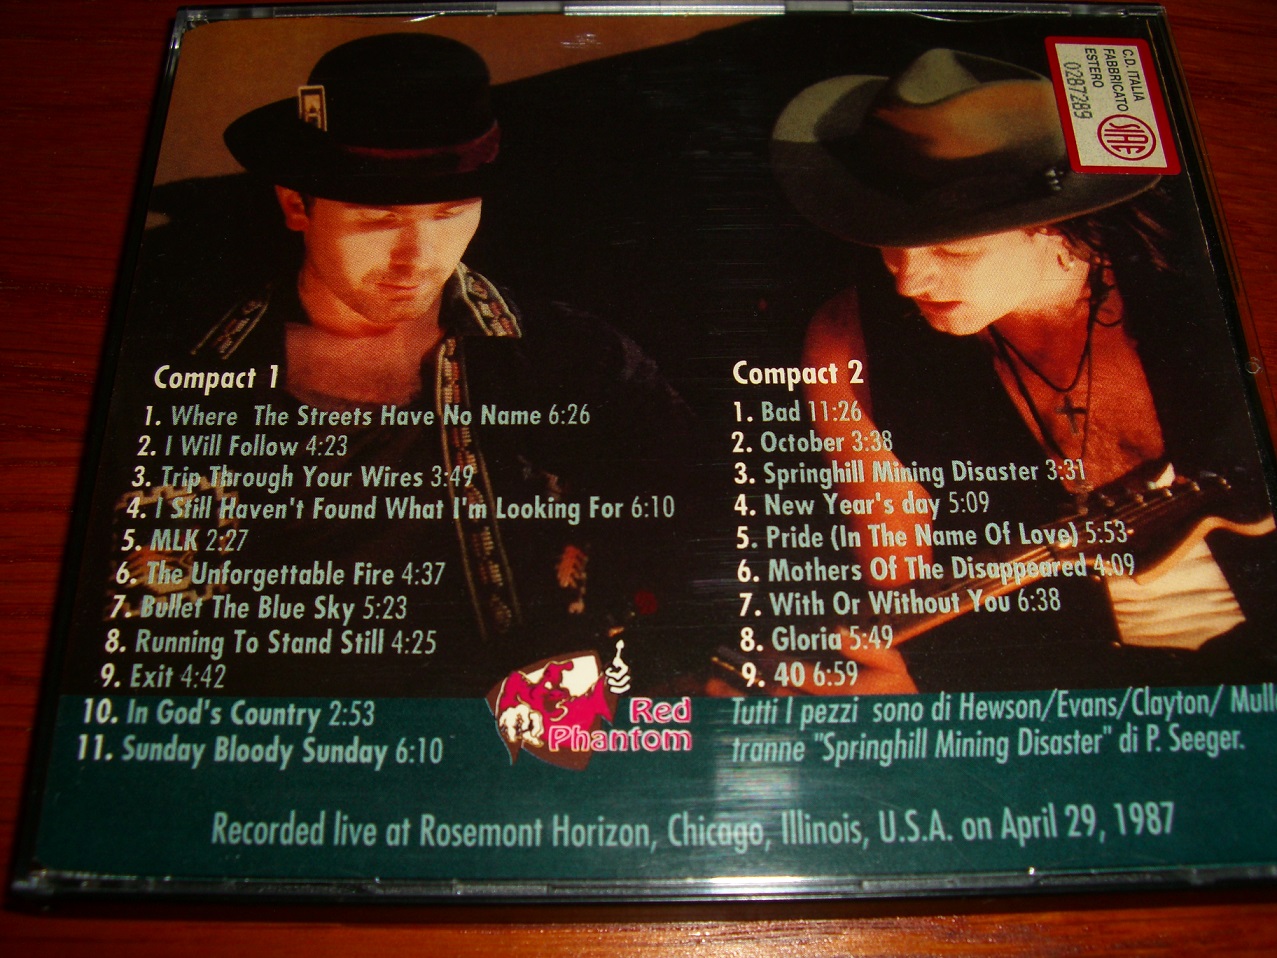 C.D. ITALIA
FABBRICATO
ESTERO
0287289
SIAE
Compact 1
1. Where The Streets Have No Name 6:26
2. I Will Follow 4:23
3. Trip Through Your Wires 3:49
4. I Still Haven't Found What I'm Looking For 6:10
5. MLK 2:27
6. The Unforgettable Fire 4:37
7. Bullet The Blue Sky 5:23
8. Running To Stand Still 4:25
9. Exit 4:42
10. In God's Country 2:53
11. Sunday Bloody Sunday 6:10
Compact 2
1. Bad 11:26
2. October 3:38
3. Springhill Mining Disaster 3:31
4. New Year's day 5:09
5. Pride (In The Name Of Love) 5:53
6. Mothers Of The Disappeared 4:09
7. With Or Without You 6:38
8. Gloria 5:49
9. 40 6:59
Red
Phantom
Tutti I pezzi sono di Hewson/Evans/Clayton/ Mulle
tranne "Springhill Mining Disaster" di P. Seeger.
Recorded live at Rosemont Horizon, Chicago, Illinois, U.S.A. on April 29, 1987